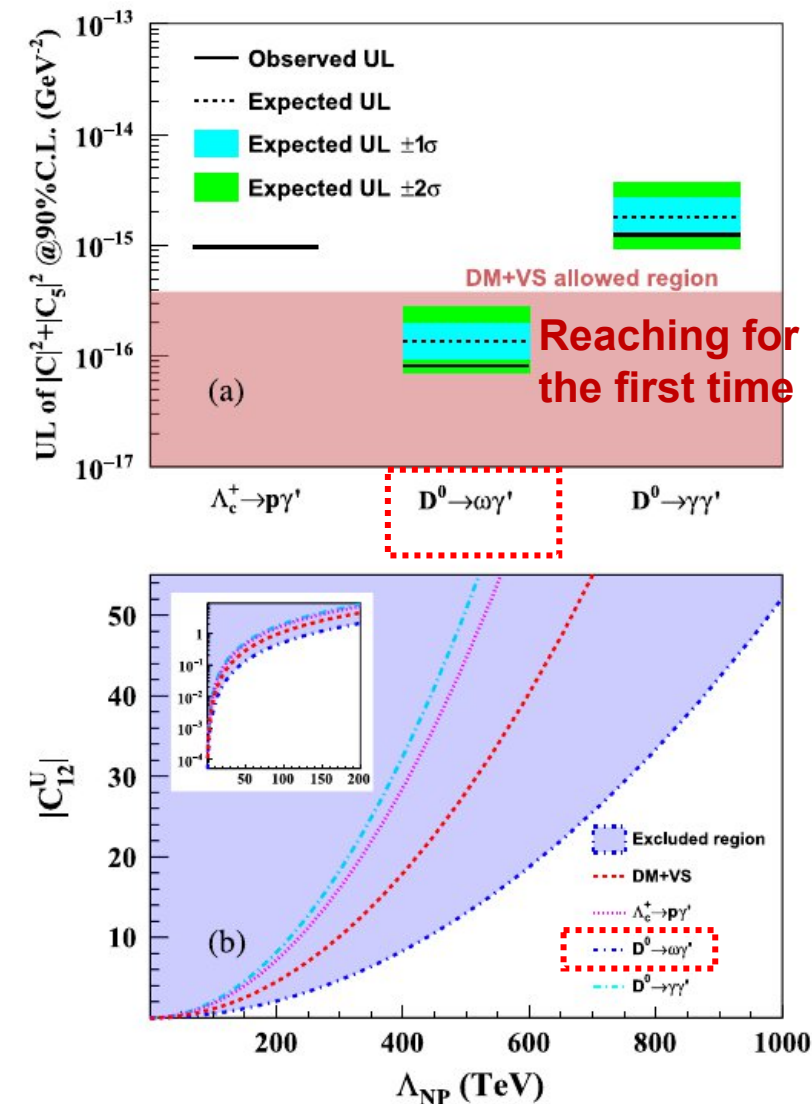 UL of |C|²+|C₅|² @90%C.L. (GeV⁻²)
10⁻¹³
10⁻¹⁴
10⁻¹⁵
10⁻¹⁶
10⁻¹⁷
Observed UL
Expected UL
Expected UL ±1σ
Expected UL ±2σ
DM+VS allowed region
Reaching for
the first time
(a)
Λc⁺→pγ'
D⁰→ωγ'
D⁰→γγ'
|C₁₂ᵁ|
50
40
30
20
10
1
10⁻¹
10⁻²
10⁻³
10⁻⁴
50 100 150 200
Excluded region
DM+VS
Λc⁺→pγ'
D⁰→ωγ'
D⁰→γγ'
(b)
200 400 600 800 1000
Λ_NP (TeV)